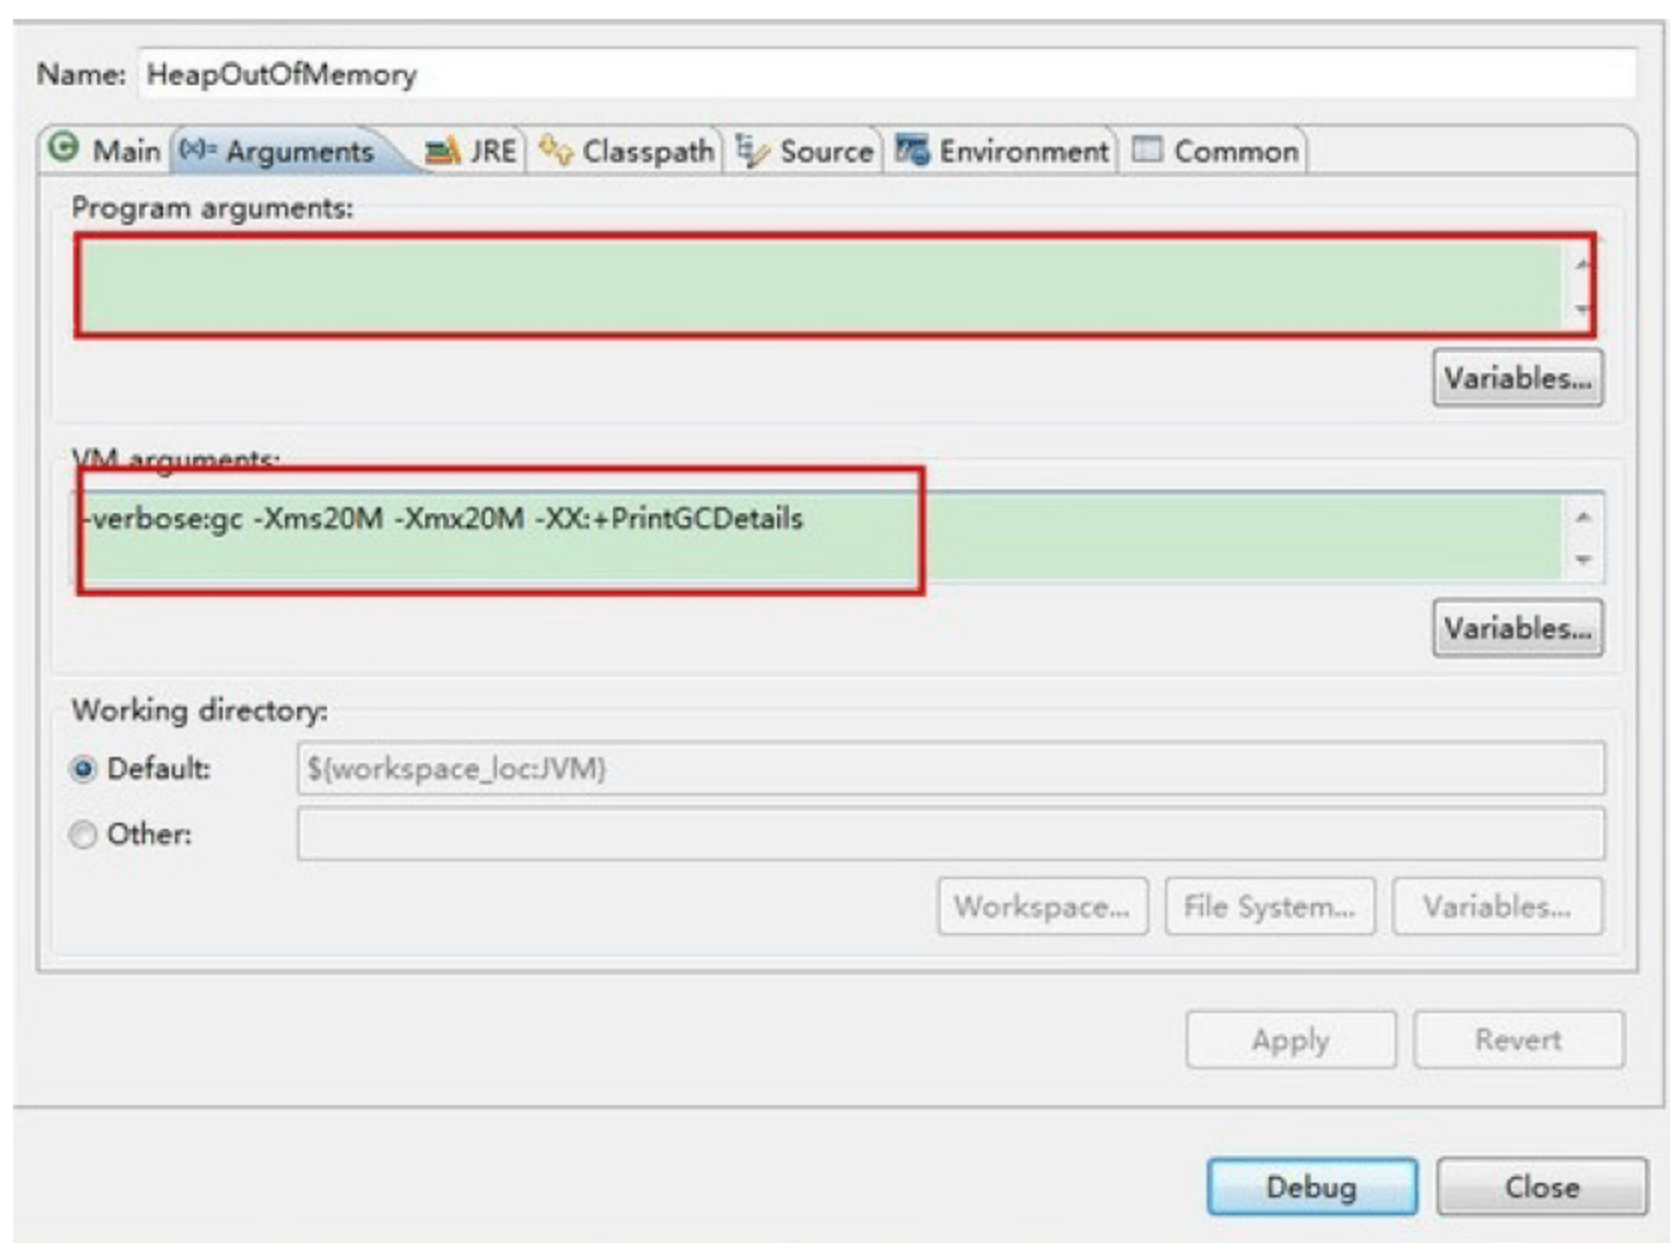 Name: HeapOutOfMemory
Main (x)= Arguments JRE Classpath Source Environment Common
Program arguments:
Variables...
VM arguments:
-verbose:gc -Xms20M -Xmx20M -XX:+PrintGCDetails
Variables...
Working directory:
Default: ${workspace_loc:JVM}
Other:
Workspace... File System... Variables...
Apply Revert
Debug Close